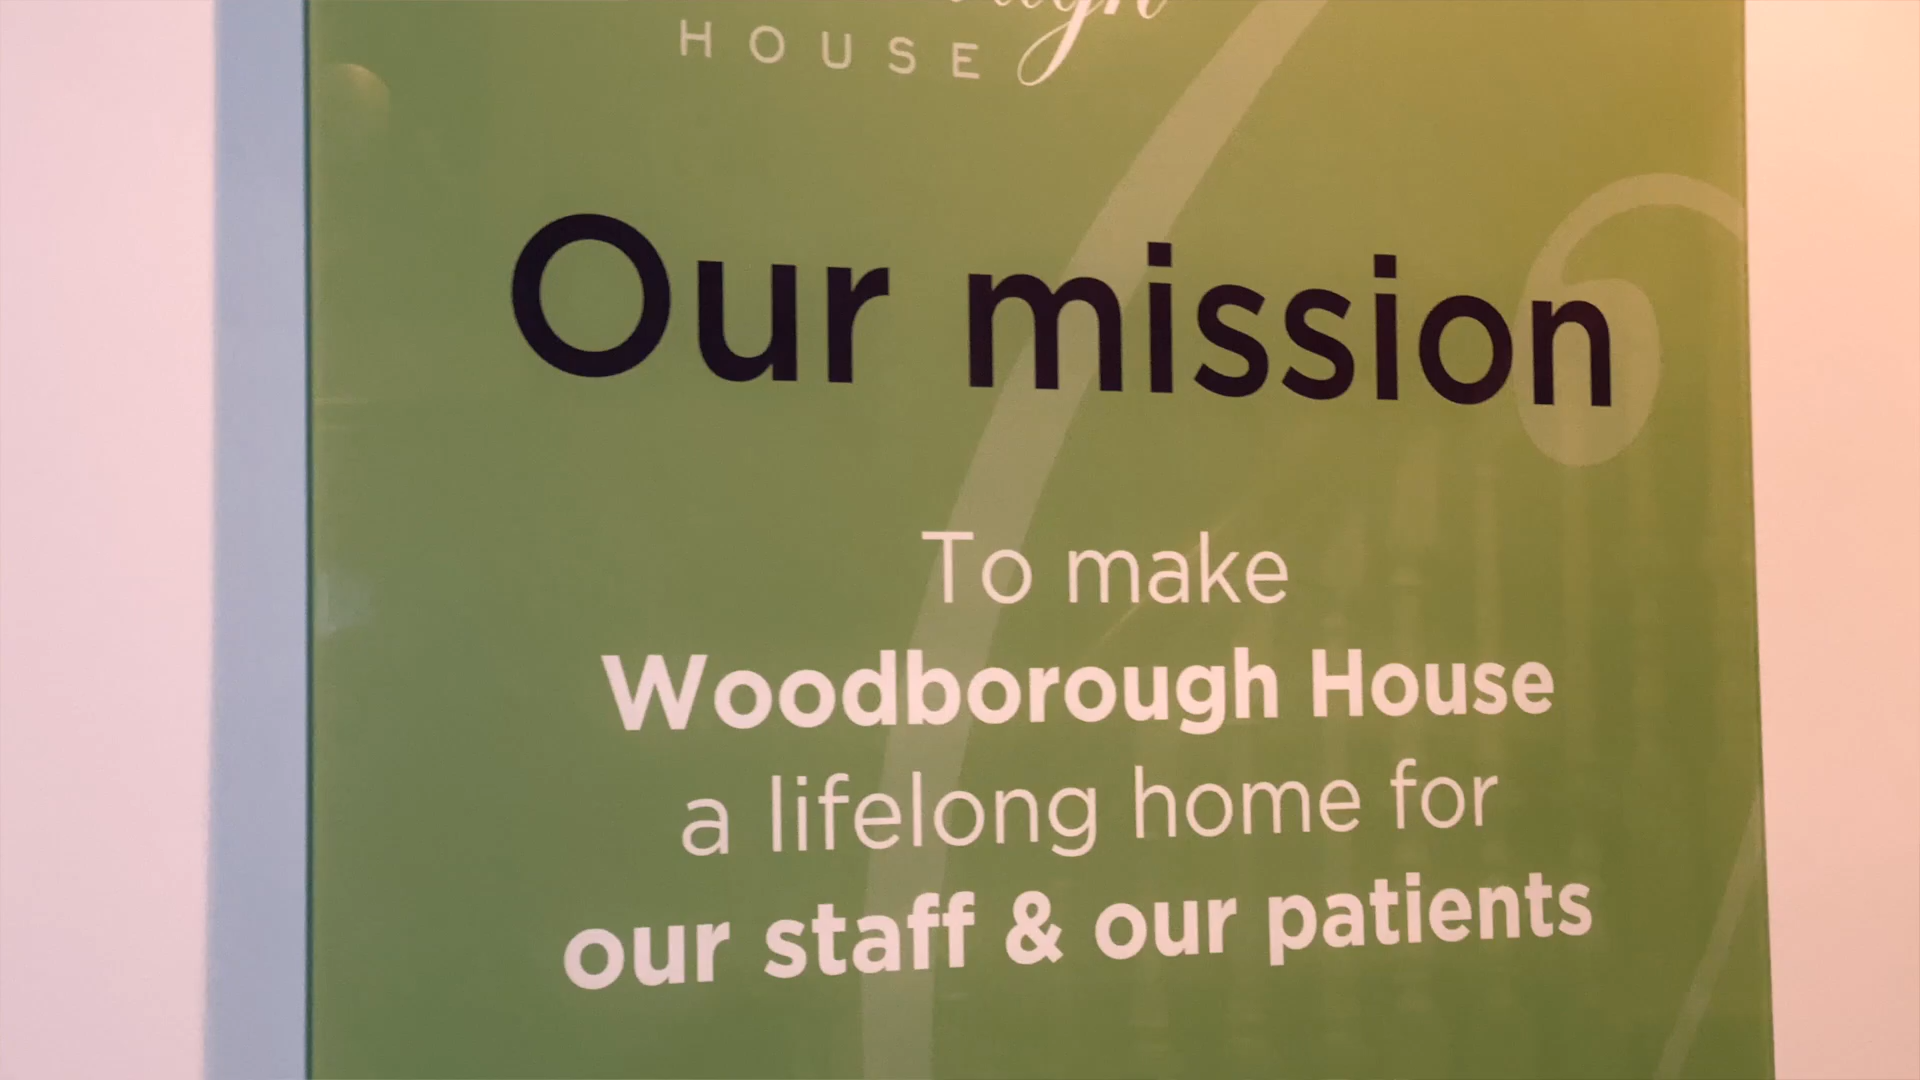 HOUSE
Our mission
To make
Woodborough House
a lifelong home for
our staff & our patients